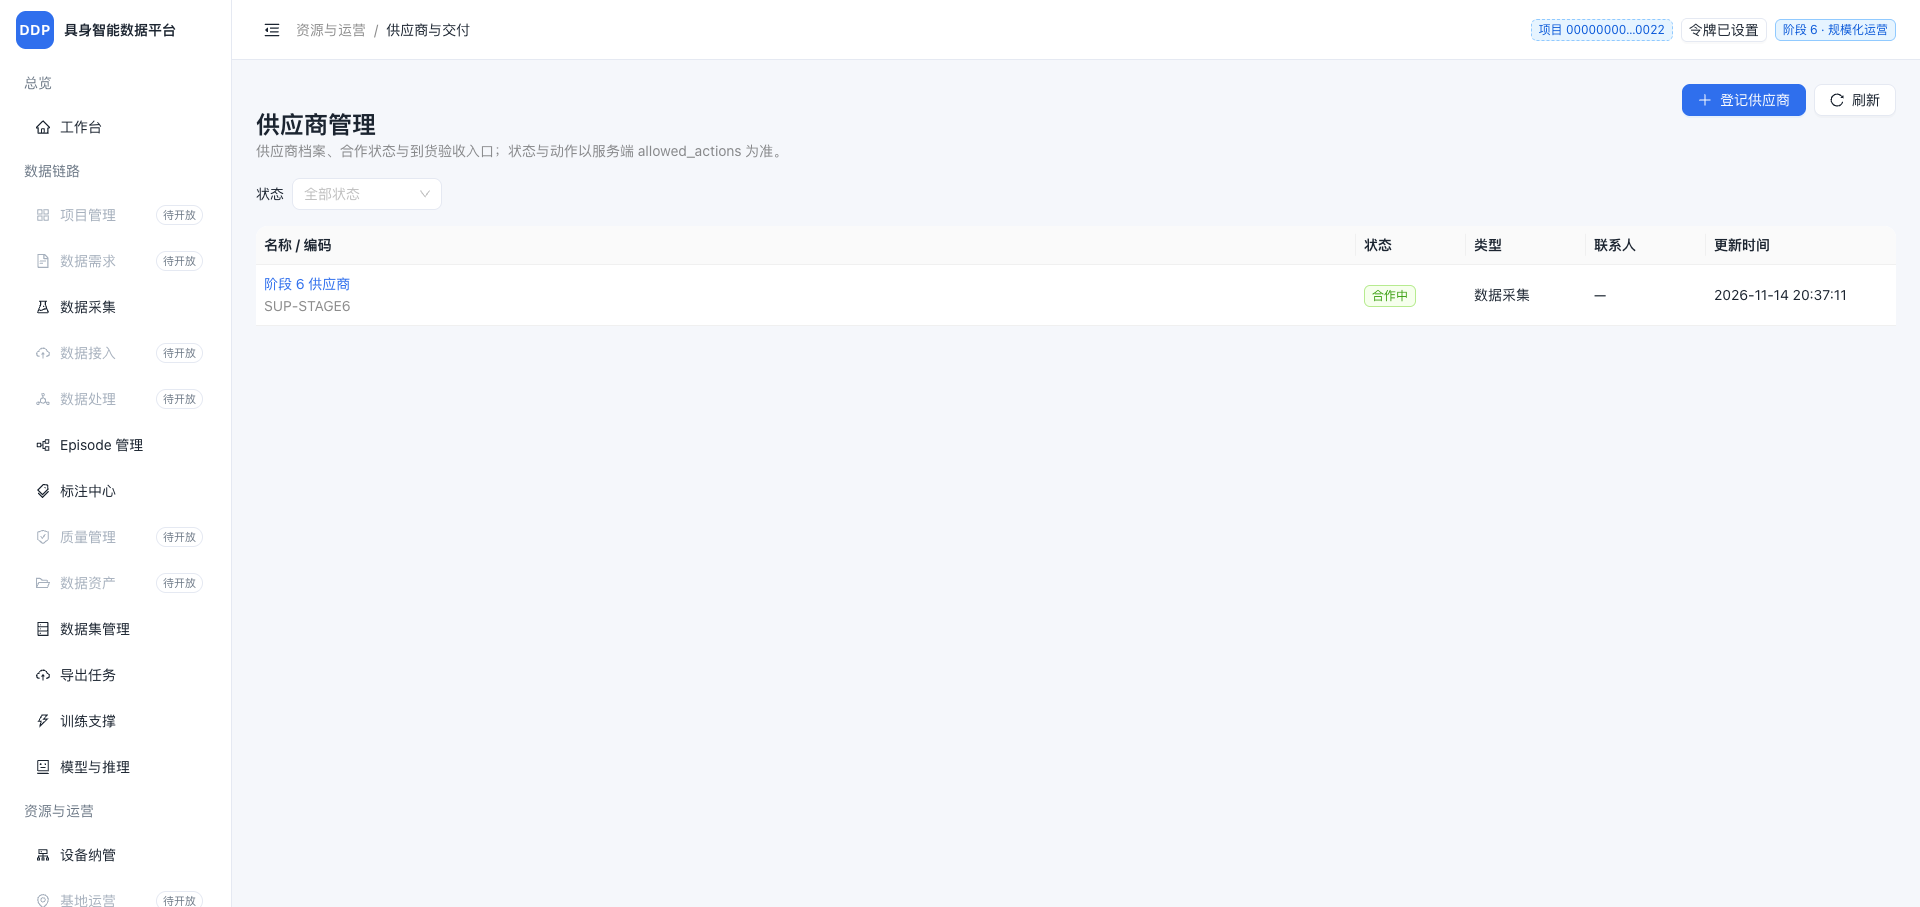 DDP 具身智能数据平台
总览
工作台
数据链路
项目管理 待开放
数据需求 待开放
数据采集
数据接入 待开放
数据处理 待开放
Episode 管理
标注中心
质量管理 待开放
数据资产 待开放
数据集管理
导出任务
训练支撑
模型与推理
资源与运营
设备纳管
基地运营 待开放
资源与运营 / 供应商与交付
项目 00000000...0022 令牌已设置 阶段 6 · 规模化运营
登记供应商 刷新
供应商管理
供应商档案、合作状态与到货验收入口；状态与动作以服务端 allowed_actions 为准。
状态 全部状态
名称 / 编码 状态 类型 联系人 更新时间
阶段 6 供应商
SUP-STAGE6
合作中 数据采集 — 2026-11-14 20:37:11